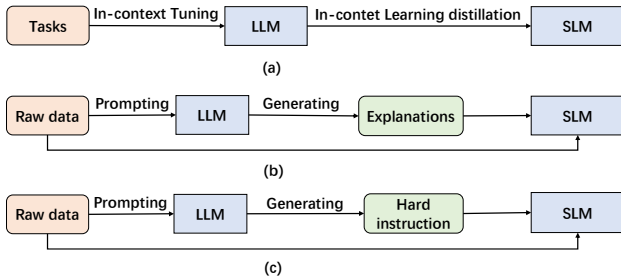 Tasks In-context Tuning LLM In-contet Learning distillation SLM
(a)
Raw data Prompting LLM Generating Explanations SLM
(b)
Raw data Prompting LLM Generating Hard instruction SLM
(c)